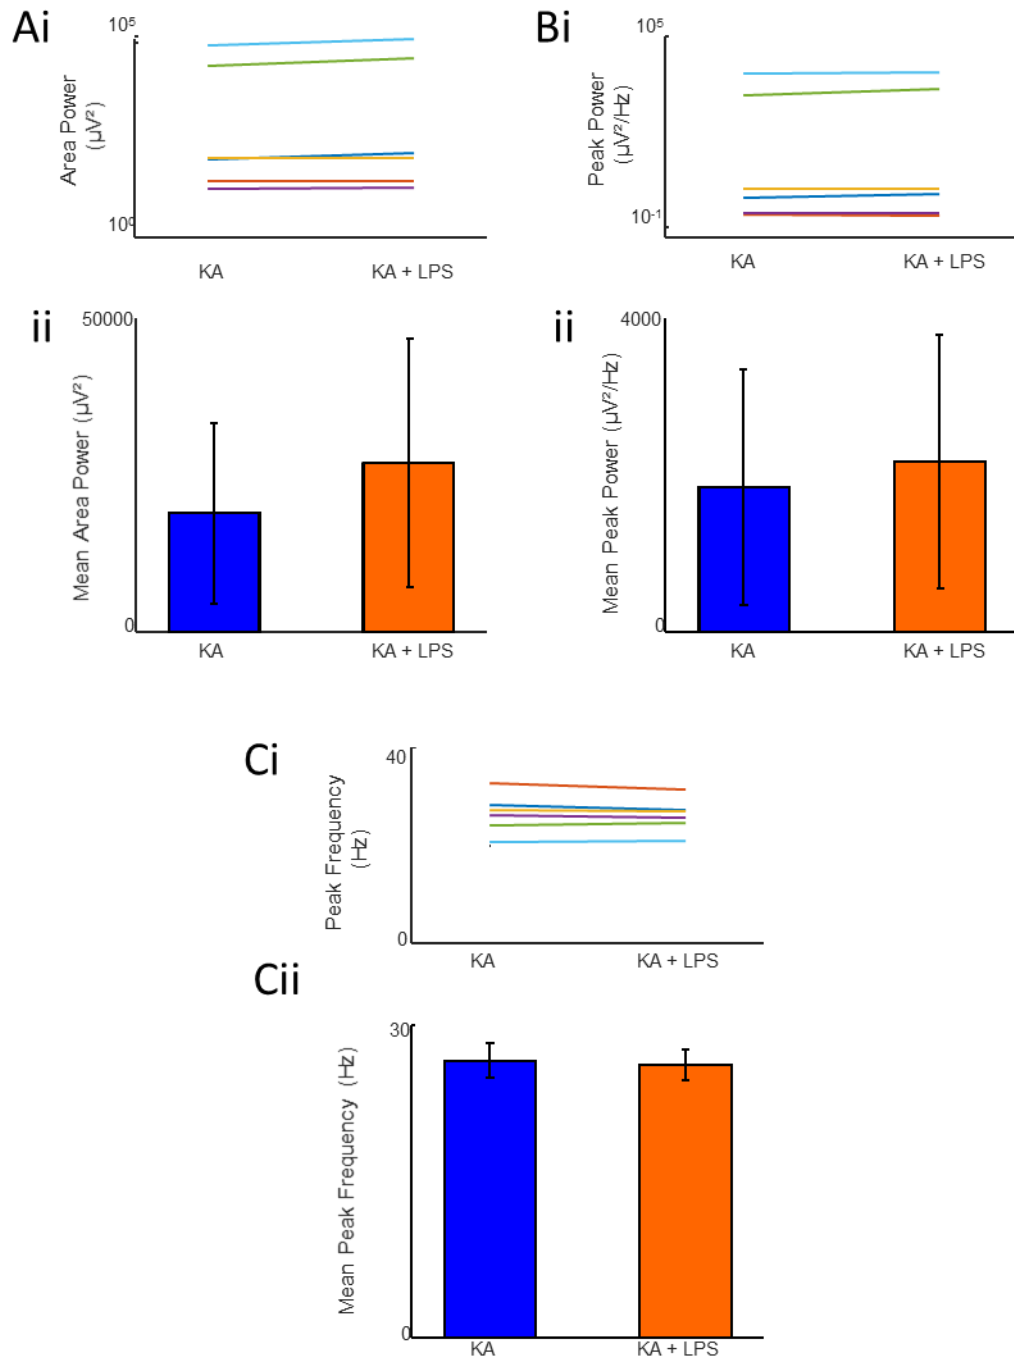 Ai
10⁵
Area Power
(µV²)
10⁰
KA
KA + LPS
Bi
10⁵
Peak Power
(µV²/Hz)
10⁻¹
KA
KA + LPS
ii
50000
Mean Area Power (µV²)
0
KA
KA + LPS
ii
4000
Mean Peak Power (µV²/Hz)
0
KA
KA + LPS
Ci
40
Peak Frequency
(Hz)
0
KA
KA + LPS
Cii
30
Mean Peak Frequency (Hz)
0
KA
KA + LPS